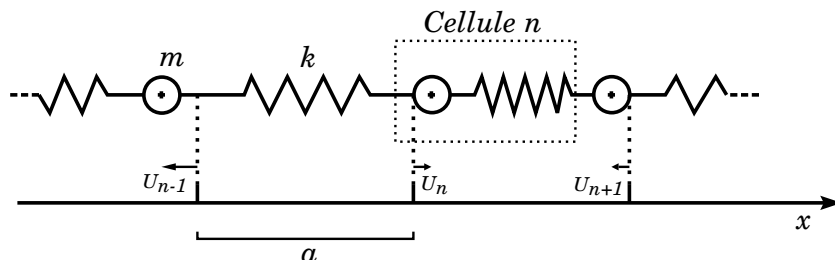 Cellule n
m
k
U_{n-1}
U_n
U_{n+1}
x
a